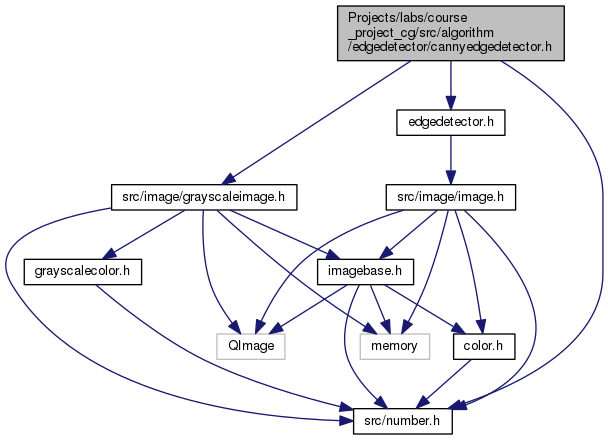 Projects/labs/course
_project_cg/src/algorithm
/edgedetector/cannyedgedetector.h
edgedetector.h
src/image/grayscaleimage.h
src/image/image.h
grayscalecolor.h
imagebase.h
QImage
memory
color.h
src/number.h